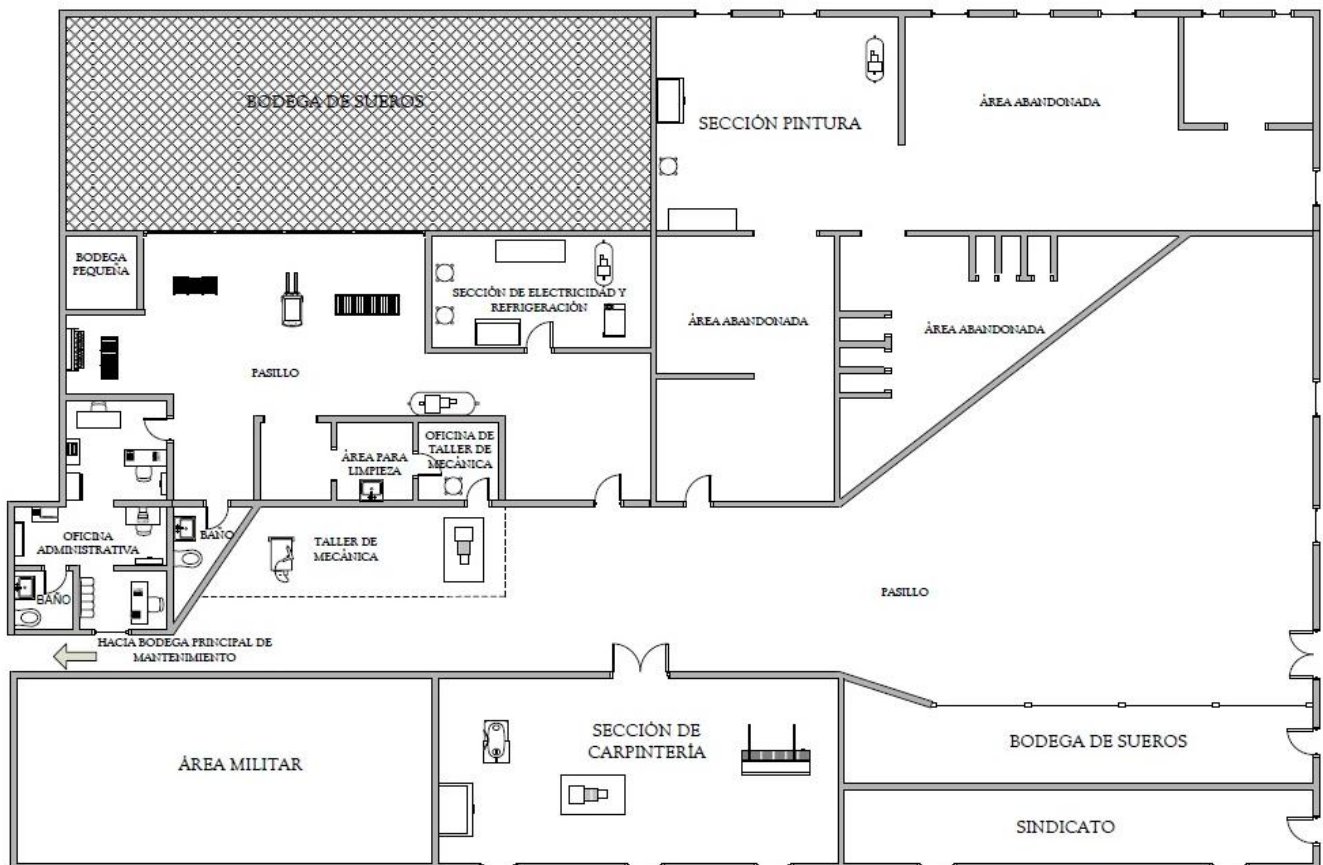 BODEGA DE SUEROS
SECCIÓN PINTURA
ÁREA ABANDONADA
BODEGA
PEQUEÑA
SECCIÓN DE ELECTRICIDAD Y
REFRIGERACIÓN
ÁREA ABANDONADA
ÁREA ABANDONADA
PASILLO
OFICINA DE
TALLER DE
MECÁNICA
ÁREA PARA
LIMPIEZA
OFICINA
ADMINISTRATIVA
BAÑO
TALLER DE
MECÁNICA
BAÑO
PASILLO
HACIA BODEGA PRINCIPAL DE
MANTENIMIENTO
ÁREA MILITAR
SECCIÓN DE
CARPINTERÍA
BODEGA DE SUEROS
SINDICATO